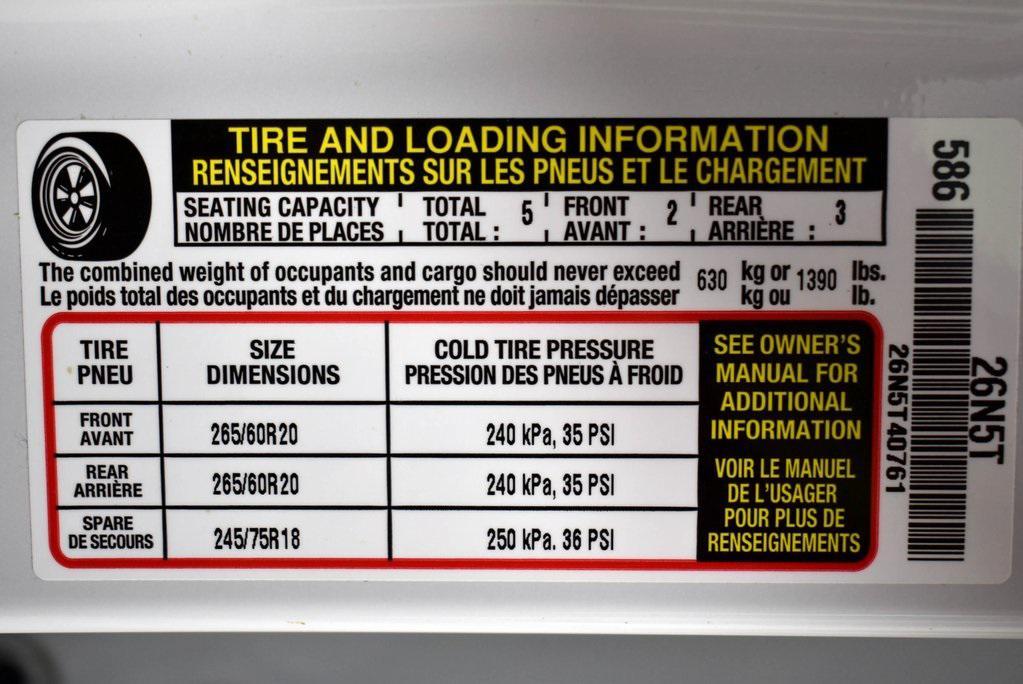 TIRE AND LOADING INFORMATION
RENSEIGNEMENTS SUR LES PNEUS ET LE CHARGEMENT
SEATING CAPACITY TOTAL 5 FRONT 2 REAR 3
NOMBRE DE PLACES TOTAL : AVANT : ARRIÈRE :
The combined weight of occupants and cargo should never exceed 630 kg or 1390 lbs.
Le poids total des occupants et du chargement ne doit jamais dépasser kg ou lb.
TIRE SIZE COLD TIRE PRESSURE
PNEU DIMENSIONS PRESSION DES PNEUS À FROID
FRONT
AVANT 265/60R20 240 kPa, 35 PSI
REAR
ARRIÈRE 265/60R20 240 kPa, 35 PSI
SPARE
DE SECOURS 245/75R18 250 kPa. 36 PSI
SEE OWNER'S
MANUAL FOR
ADDITIONAL
INFORMATION
VOIR LE MANUEL
DE L'USAGER
POUR PLUS DE
RENSEIGNEMENTS
586
26N5T40761
26N5T